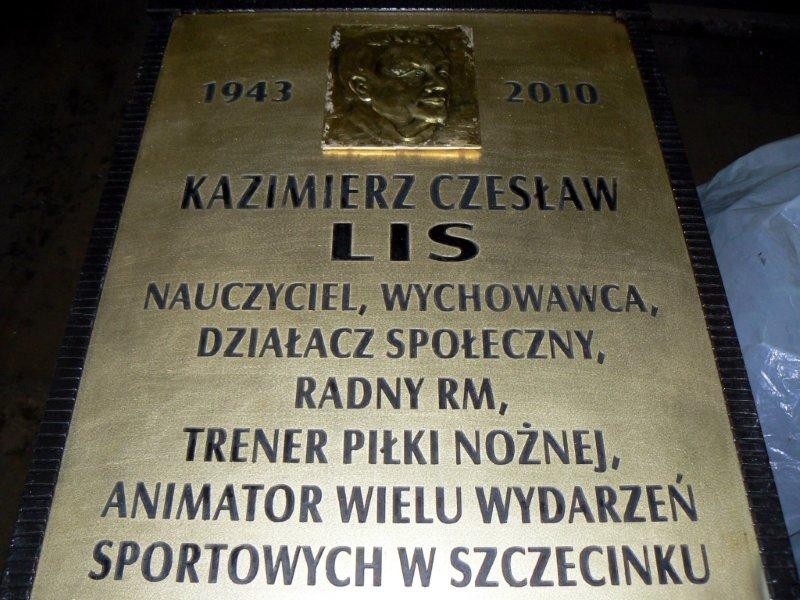 1943 2010
KAZIMIERZ CZESŁAW
LIS
NAUCZYCIEL, WYCHOWAWCA,
DZIAŁACZ SPOŁECZNY,
RADNY RM,
TRENER PIŁKI NOŻNEJ,
ANIMATOR WIELU WYDARZEŃ
SPORTOWYCH W SZCZECINKU